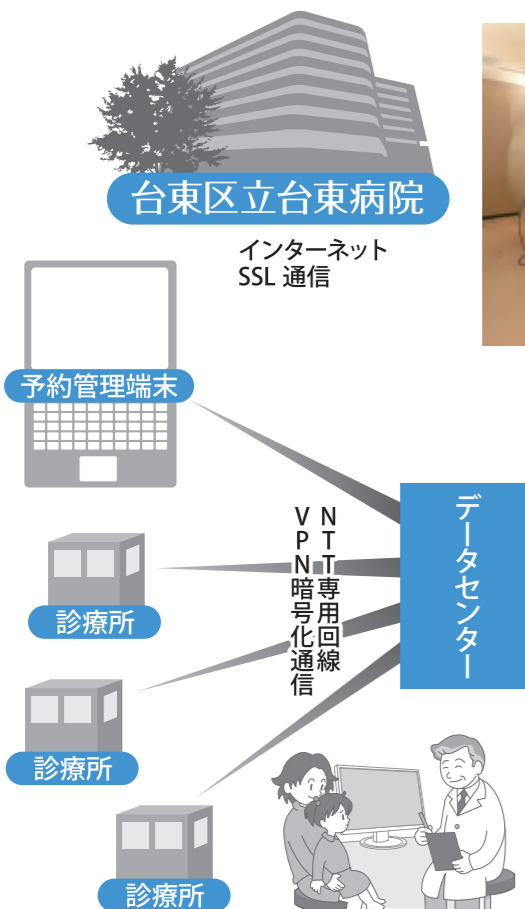 台東区立台東病院
インターネット
SSL 通信
予約管理端末
NTT専用回線
VPN暗号化通信
データセンター
診療所
診療所
診療所